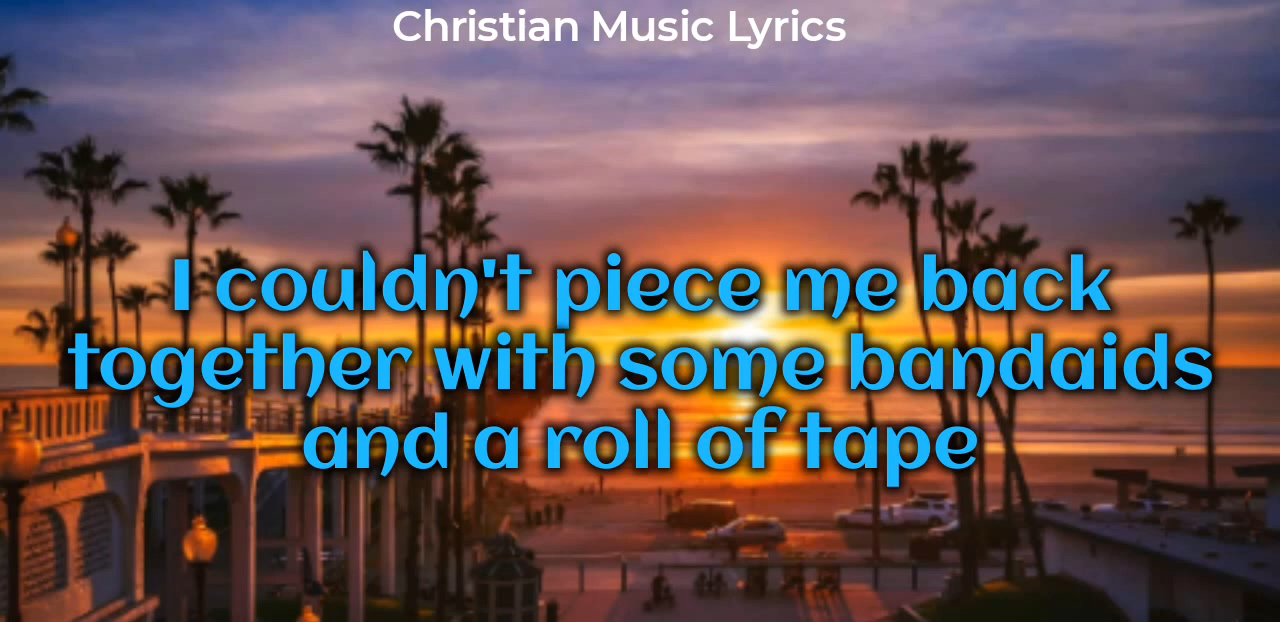 Christian Music Lyrics
I couldn't piece me back
together with some bandaids
and a roll of tape